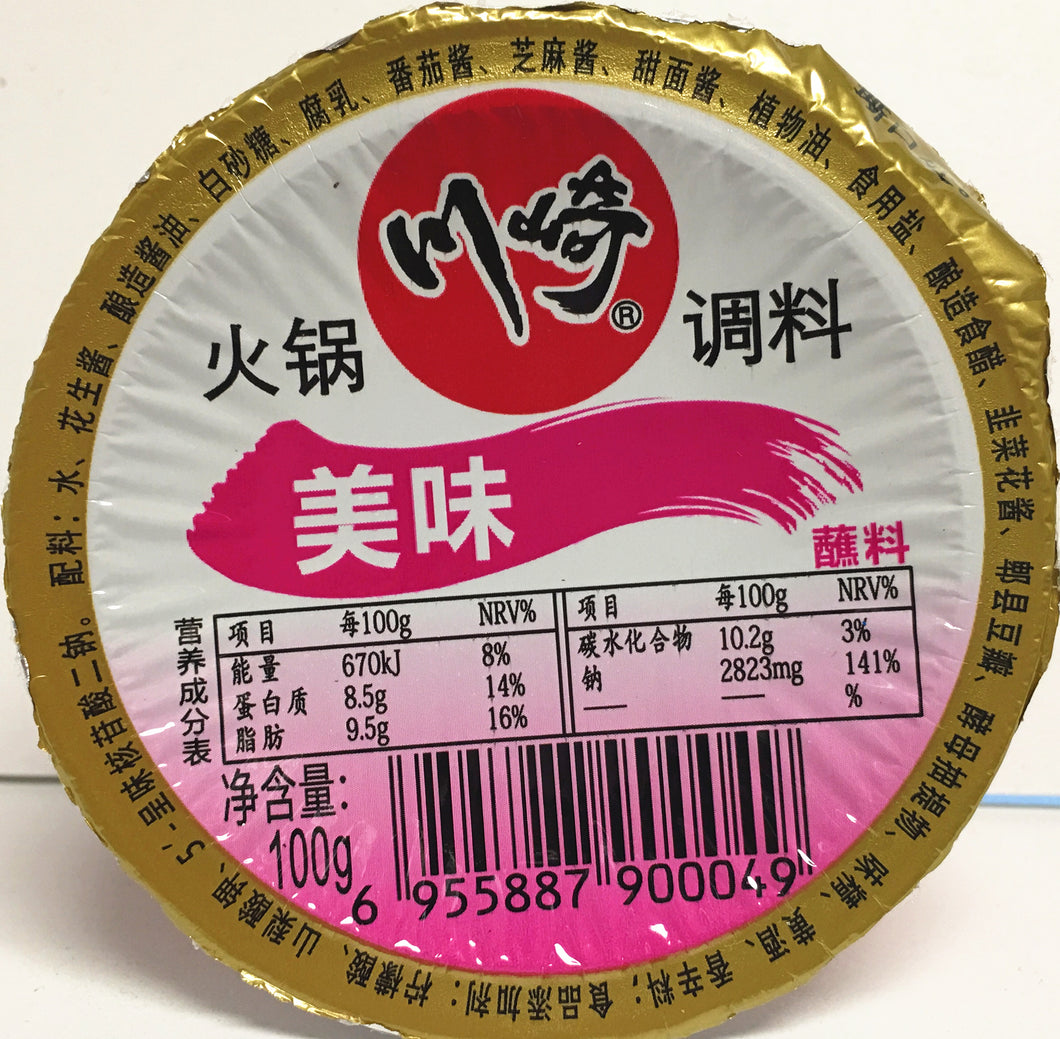 川崎®
火锅 调料
美味
蘸料
营养成分表
项目 每100g NRV%
能量 670kJ 8%
蛋白质 8.5g 14%
脂肪 9.5g 16%
项目 每100g NRV%
碳水化合物 10.2g 3%
钠 2823mg 141%
— — %
净含量:
100g
6 955887 900049
配料:水、花生酱、酿造酱油、白砂糖、腐乳、番茄酱、芝麻酱、甜面酱、植物油、食用盐、酿造食醋、韭菜花酱、郫县豆瓣、酵母抽提物、味精、黄酒、香辛料;食品添加剂:柠檬酸、山梨酸钾、5'-呈味核苷酸二钠。